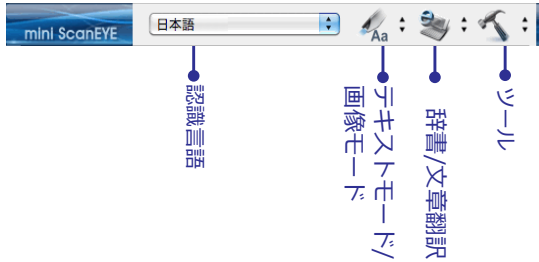 mini ScanEYE
日本語
Aa
認識言語
テキストモード/
画像モード
辞書/文章翻訳
ツール